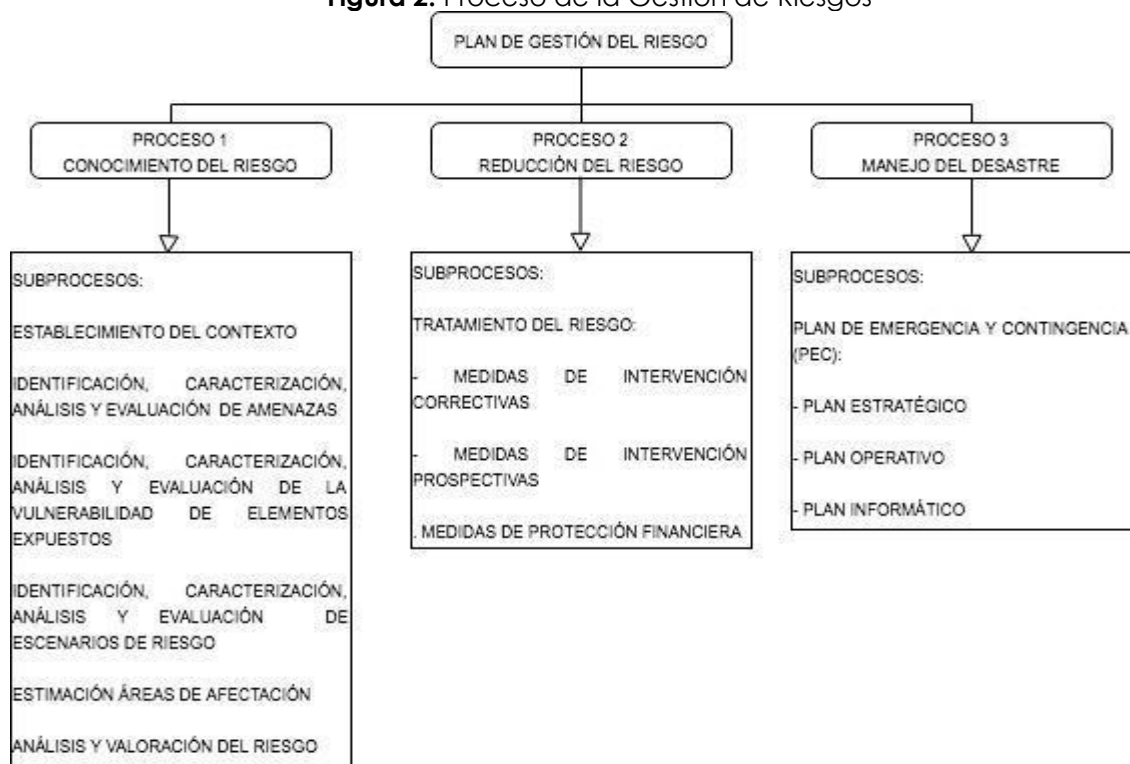 Figura 2. Proceso de la Gestión de Riesgos
PLAN DE GESTIÓN DEL RIESGO
PROCESO 1
CONOCIMIENTO DEL RIESGO
PROCESO 2
REDUCCIÓN DEL RIESGO
PROCESO 3
MANEJO DEL DESASTRE
SUBPROCESOS:
ESTABLECIMIENTO DEL CONTEXTO
IDENTIFICACIÓN, CARACTERIZACIÓN,
ANÁLISIS Y EVALUACIÓN DE AMENAZAS
IDENTIFICACIÓN, CARACTERIZACIÓN,
ANÁLISIS Y EVALUACIÓN DE LA
VULNERABILIDAD DE ELEMENTOS
EXPUESTOS
IDENTIFICACIÓN, CARACTERIZACIÓN,
ANÁLISIS Y EVALUACIÓN DE
ESCENARIOS DE RIESGO
ESTIMACIÓN ÁREAS DE AFECTACIÓN
ANÁLISIS Y VALORACIÓN DEL RIESGO
SUBPROCESOS:
TRATAMIENTO DEL RIESGO:
- MEDIDAS DE INTERVENCIÓN
CORRECTIVAS
- MEDIDAS DE INTERVENCIÓN
PROSPECTIVAS
. MEDIDAS DE PROTECCIÓN FINANCIERA
SUBPROCESOS:
PLAN DE EMERGENCIA Y CONTINGENCIA
(PEC):
- PLAN ESTRATÉGICO
- PLAN OPERATIVO
- PLAN INFORMÁTICO